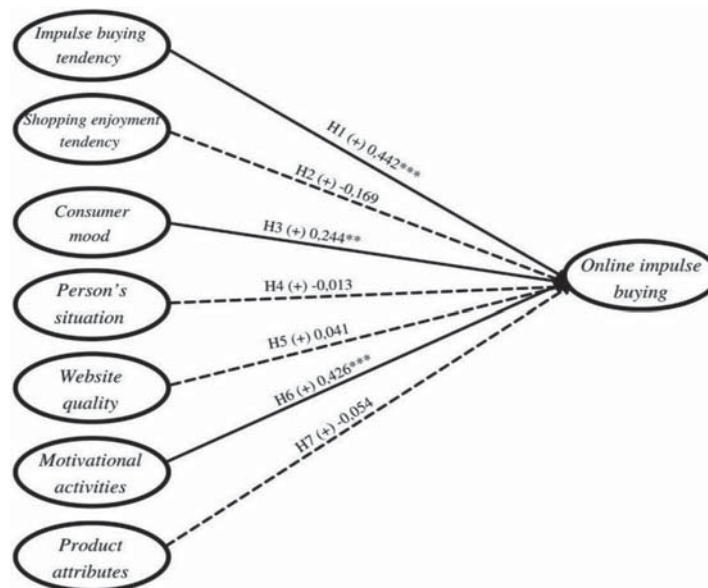 Impulse buying
tendency
Shopping enjoyment
tendency
Consumer
mood
Person's
situation
Website
quality
Motivational
activities
Product
attributes
H1 (+) 0,442***
H2 (+) -0,169
H3 (+) 0,244**
H4 (+) -0,013
H5 (+) 0,041
H6 (+) 0,426***
H7 (+) -0,054
Online impulse
buying